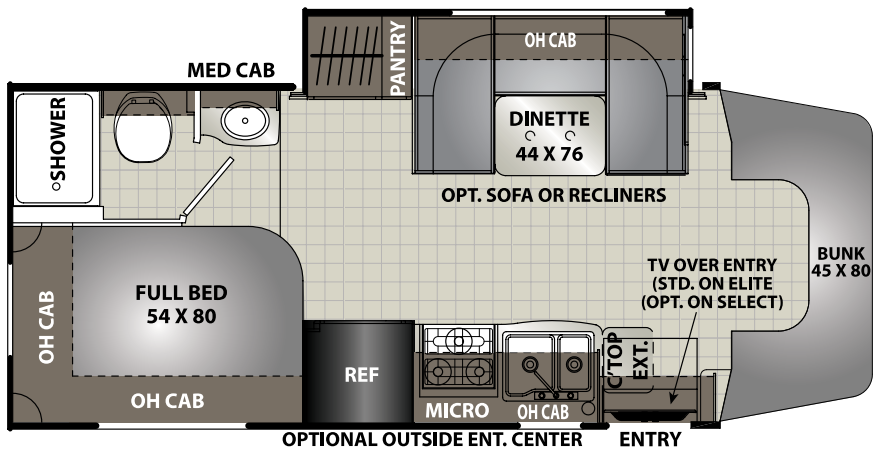 OH CAB
PANTRY
MED CAB
SHOWER
DINETTE
44 X 76
OPT. SOFA OR RECLINERS
BUNK
45 X 80
TV OVER ENTRY
(STD. ON ELITE
(OPT. ON SELECT)
FULL BED
54 X 80
OH CAB
OH CAB
REF
C'TOP
EXT.
MICRO
OH CAB
OPTIONAL OUTSIDE ENT. CENTER
ENTRY